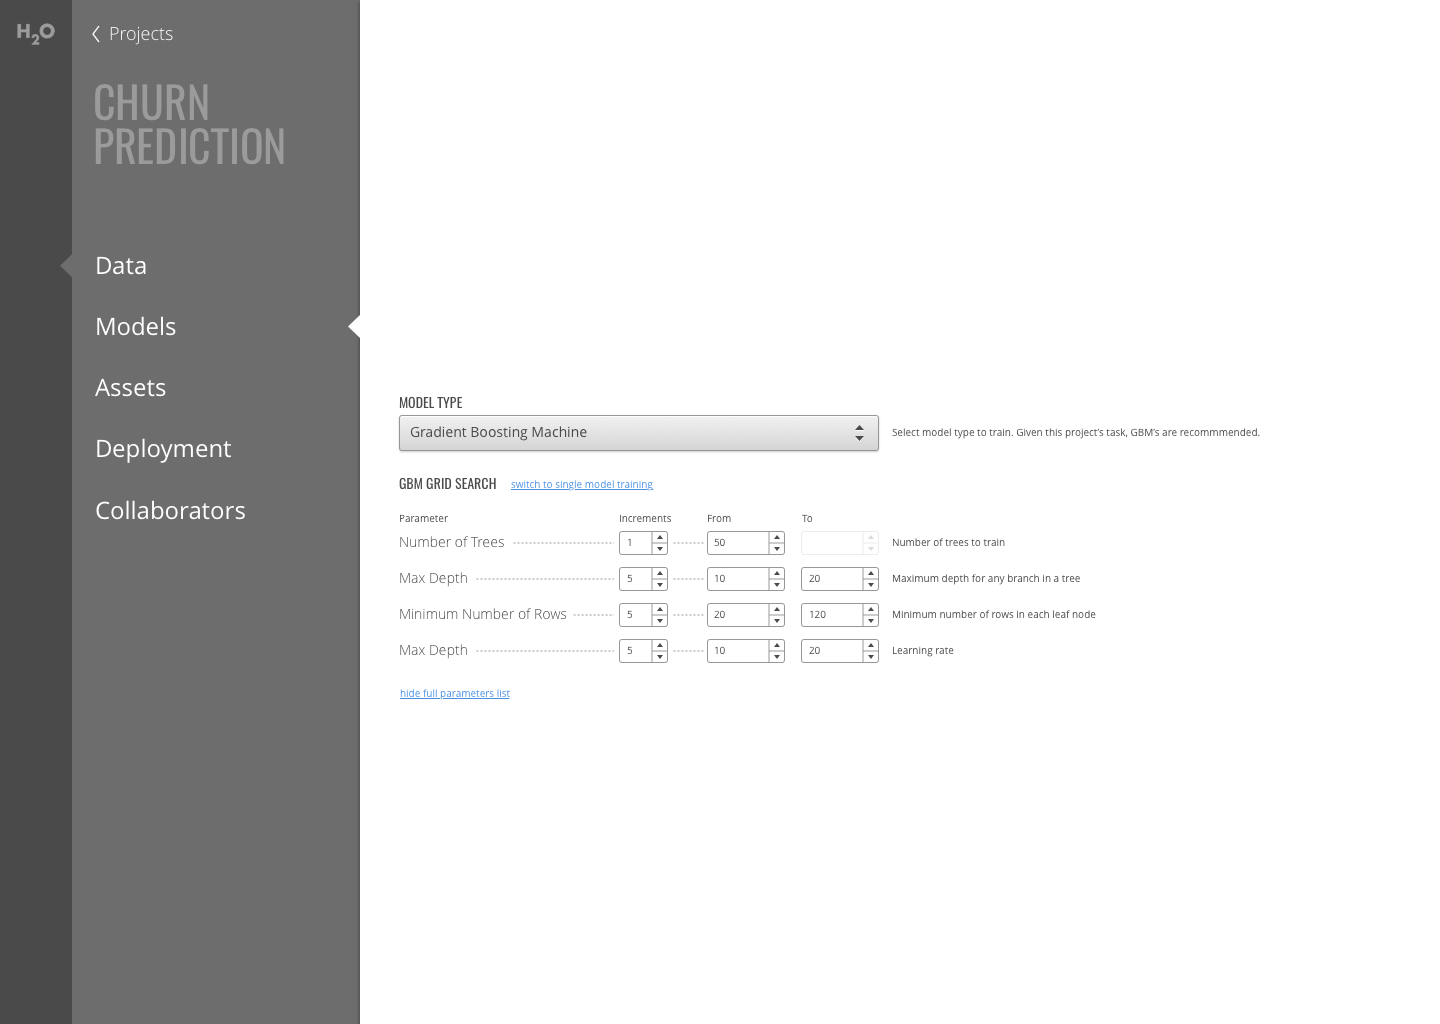 H2O
Projects
CHURN
PREDICTION
Data
Models
Assets
Deployment
Collaborators
MODEL TYPE
Gradient Boosting Machine
Select model type to train. Given this project's task, GBM's are recommmended.
GBM GRID SEARCH switch to single model training
Parameter Increments From To
Number of Trees 1 50 Number of trees to train
Max Depth 5 10 20 Maximum depth for any branch in a tree
Minimum Number of Rows 5 20 120 Minimum number of rows in each leaf node
Max Depth 5 10 20 Learning rate
hide full parameters list